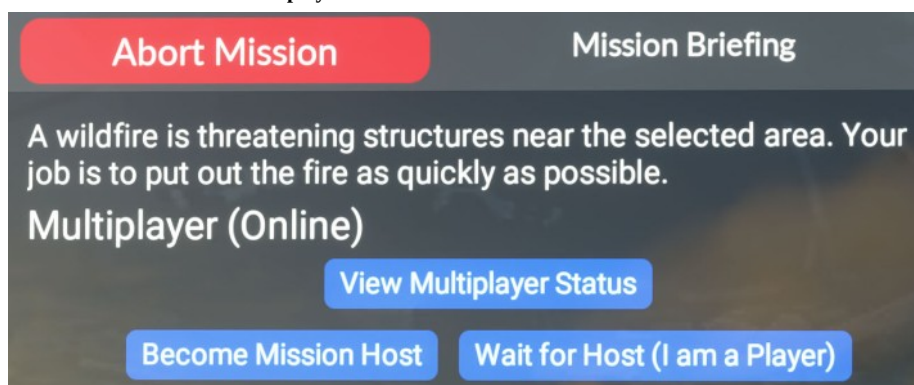 Abort Mission
Mission Briefing
A wildfire is threatening structures near the selected area. Your
job is to put out the fire as quickly as possible.
Multiplayer (Online)
View Multiplayer Status
Become Mission Host
Wait for Host (I am a Player)